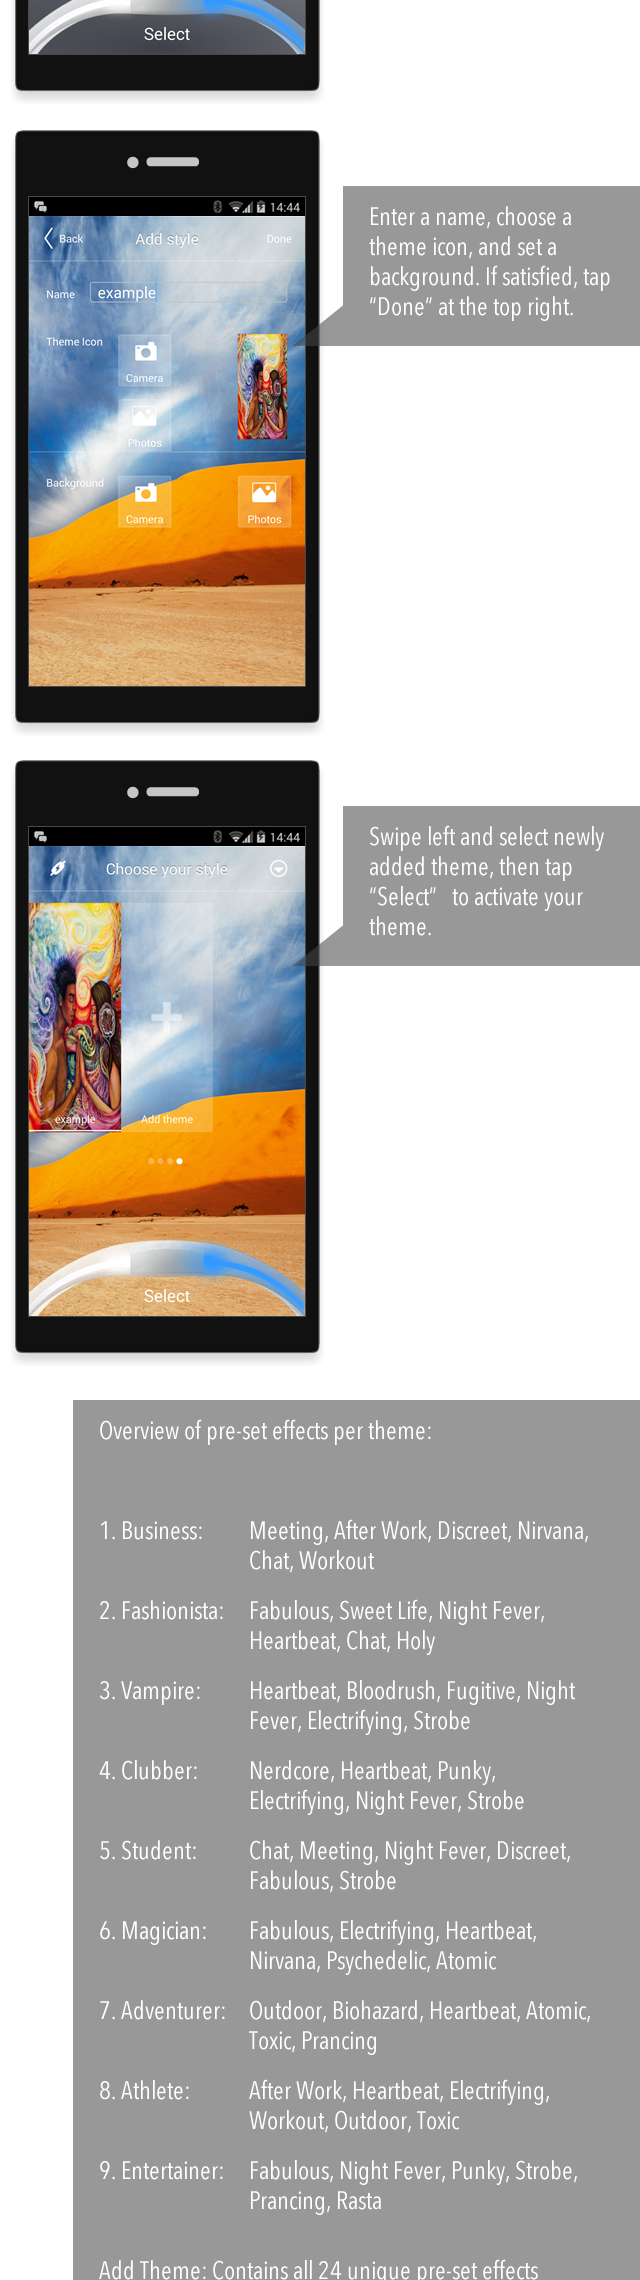 Select
14:44
Back
Add style
Done
Name
example
Theme Icon
Camera
Photos
Background
Camera
Photos
Enter a name, choose a
theme icon, and set a
background. If satisfied, tap
“Done” at the top right.
14:44
Choose your style
example
Add theme
Select
Swipe left and select newly
added theme, then tap
“Select” to activate your
theme.
Overview of pre-set effects per theme:
1. Business: Meeting, After Work, Discreet, Nirvana,
Chat, Workout
2. Fashionista: Fabulous, Sweet Life, Night Fever,
Heartbeat, Chat, Holy
3. Vampire: Heartbeat, Bloodrush, Fugitive, Night
Fever, Electrifying, Strobe
4. Clubber: Nerdcore, Heartbeat, Punky,
Electrifying, Night Fever, Strobe
5. Student: Chat, Meeting, Night Fever, Discreet,
Fabulous, Strobe
6. Magician: Fabulous, Electrifying, Heartbeat,
Nirvana, Psychedelic, Atomic
7. Adventurer: Outdoor, Biohazard, Heartbeat, Atomic,
Toxic, Prancing
8. Athlete: After Work, Heartbeat, Electrifying,
Workout, Outdoor, Toxic
9. Entertainer: Fabulous, Night Fever, Punky, Strobe,
Prancing, Rasta
Add Theme: Contains all 24 unique pre-set effects